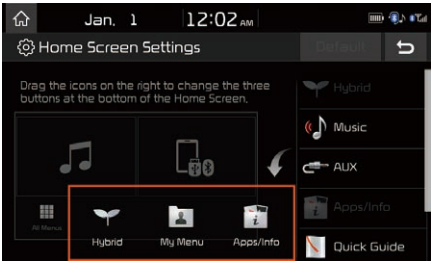 Jan. 1 12:02 AM
Home Screen Settings
Default
Drag the icons on the right to change the three
buttons at the bottom of the Home Screen.
Hybrid
Music
AUX
Apps/Info
Quick Guide
All Menus
Hybrid
My Menu
Apps/Info